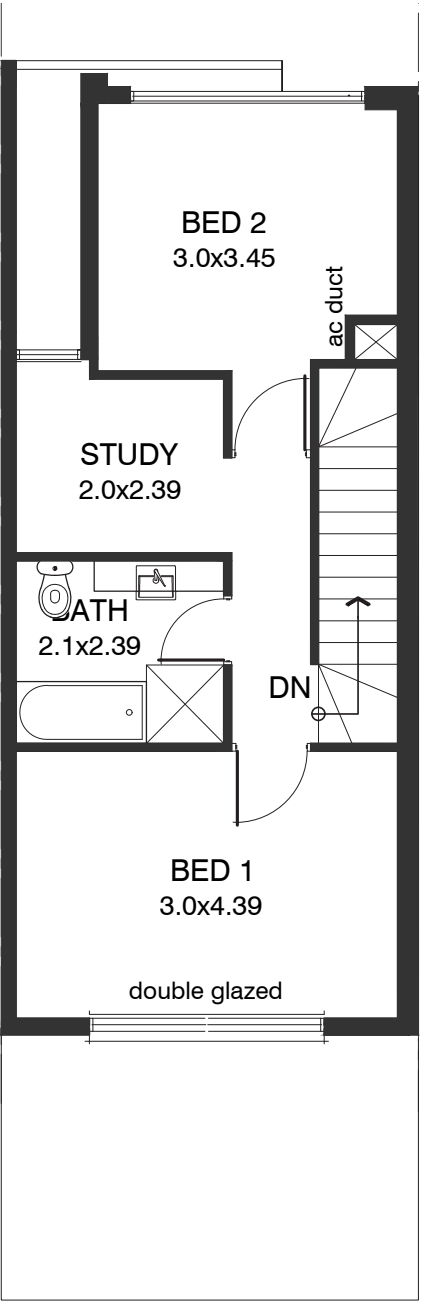 BED 2
3.0x3.45
ac duct
STUDY
2.0x2.39
BATH
2.1x2.39
DN
BED 1
3.0x4.39
double glazed